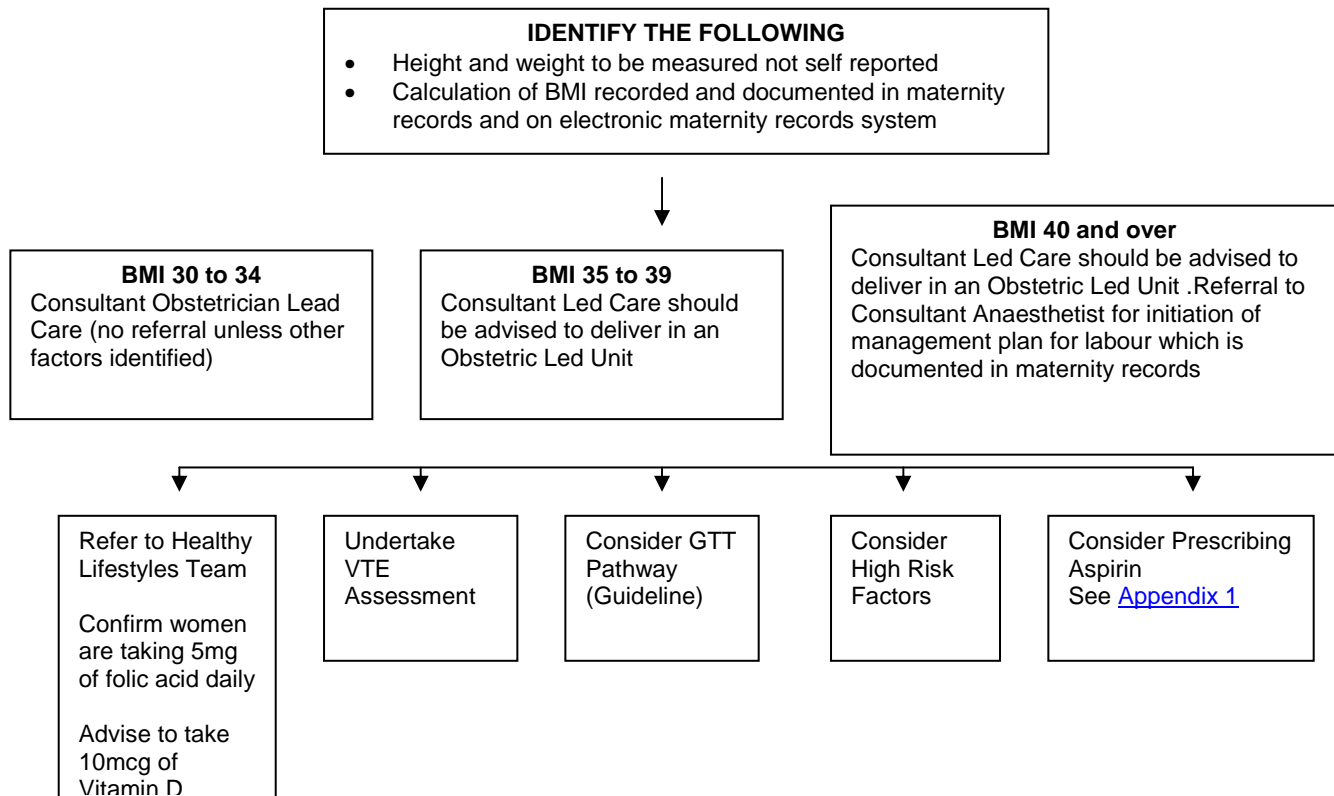 IDENTIFY THE FOLLOWING
• Height and weight to be measured not self reported
• Calculation of BMI recorded and documented in maternity
records and on electronic maternity records system
BMI 30 to 34
Consultant Obstetrician Lead
Care (no referral unless other
factors identified)
BMI 35 to 39
Consultant Led Care should
be advised to deliver in an
Obstetric Led Unit
BMI 40 and over
Consultant Led Care should be advised to
deliver in an Obstetric Led Unit .Referral to
Consultant Anaesthetist for initiation of
management plan for labour which is
documented in maternity records
Refer to Healthy
Lifestyles Team
Confirm women
are taking 5mg
of folic acid daily
Advise to take
10mcg of
Vitamin D
Undertake
VTE
Assessment
Consider GTT
Pathway
(Guideline)
Consider
High Risk
Factors
Consider Prescribing
Aspirin
See Appendix 1